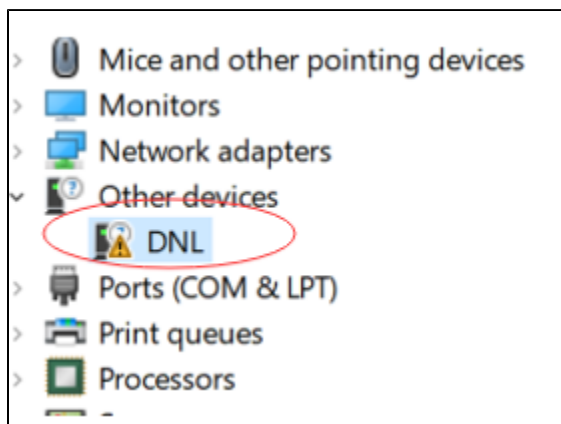 Mice and other pointing devices
Monitors
Network adapters
Other devices
DNL
Ports (COM & LPT)
Print queues
Processors